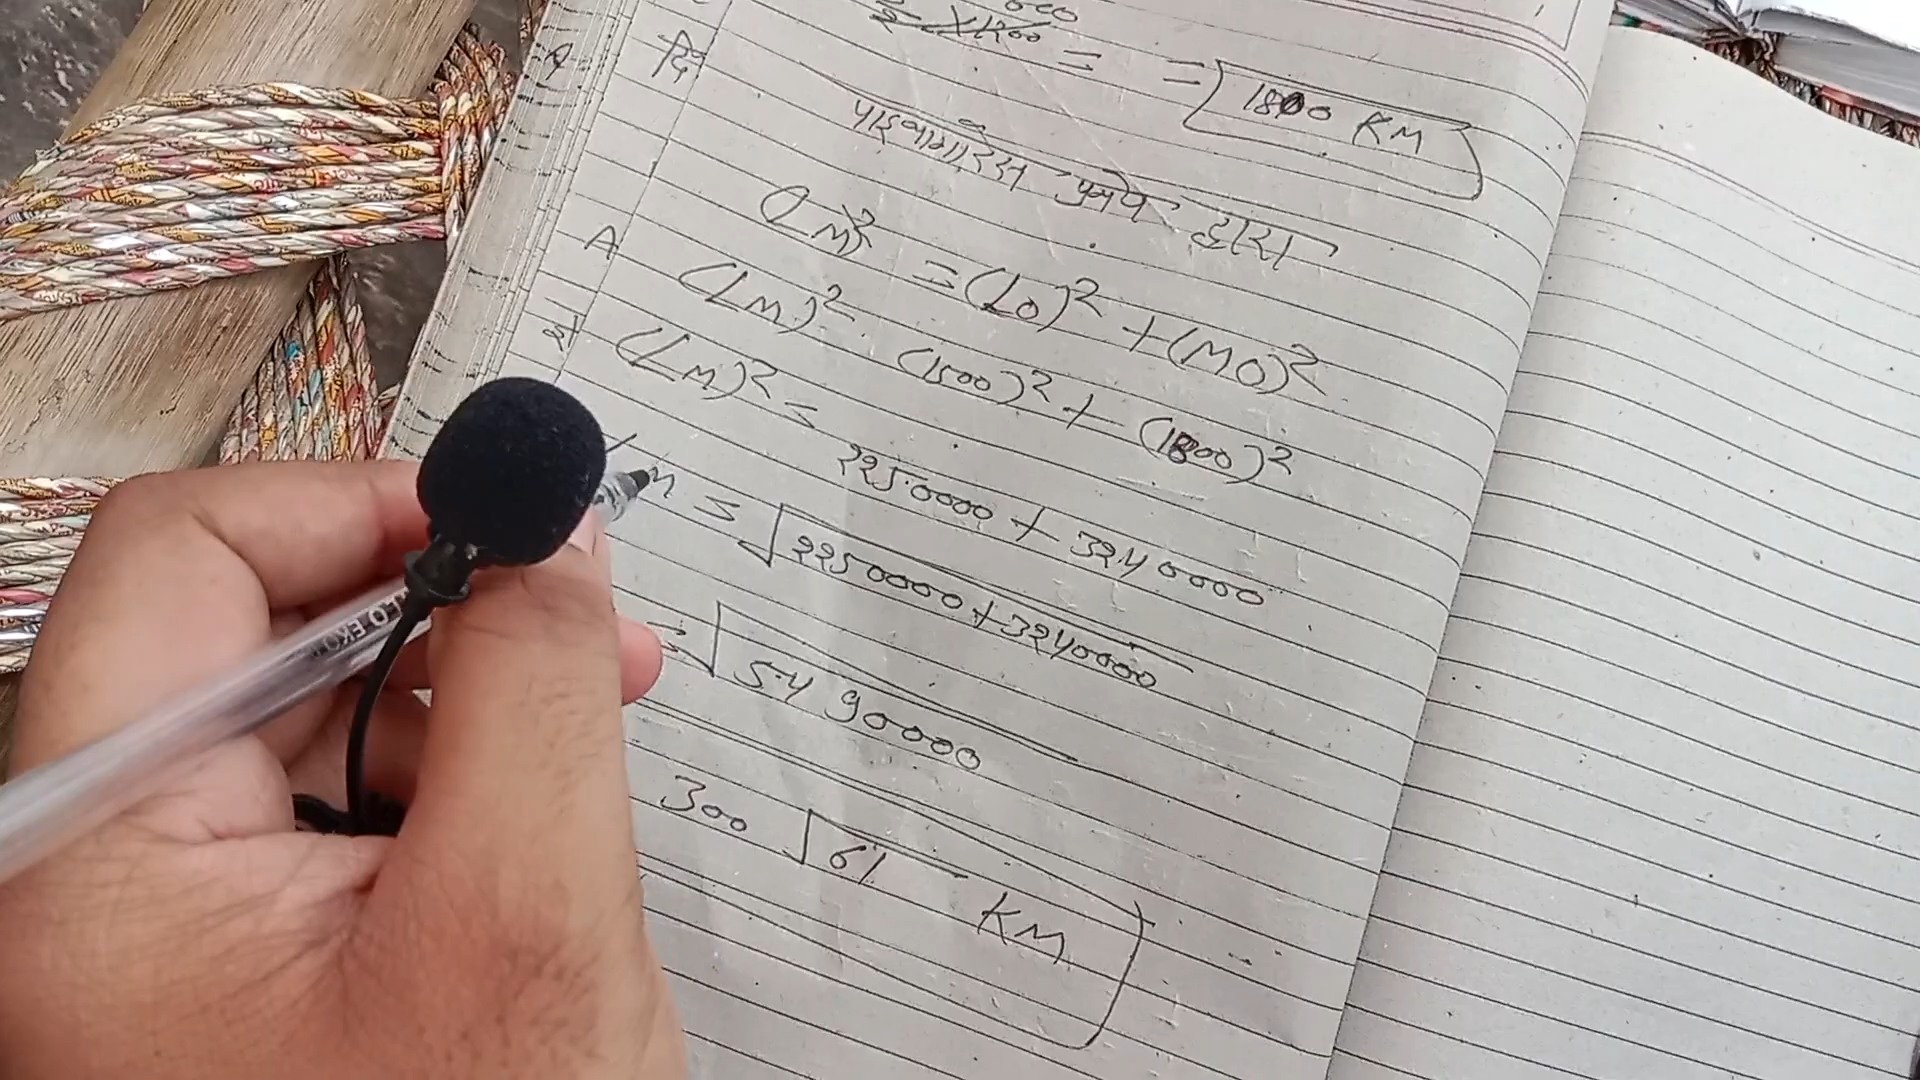 = = 1800 KM
पाइथागोरस प्रमेय द्वारा
(LM)² = (LO)² + (MO)²
A
(LM)² (1500)² + (1800)²
(LM)² = 2250000 + 3240000
LM = √2250000+3240000
= √5490000
300 √61 KM